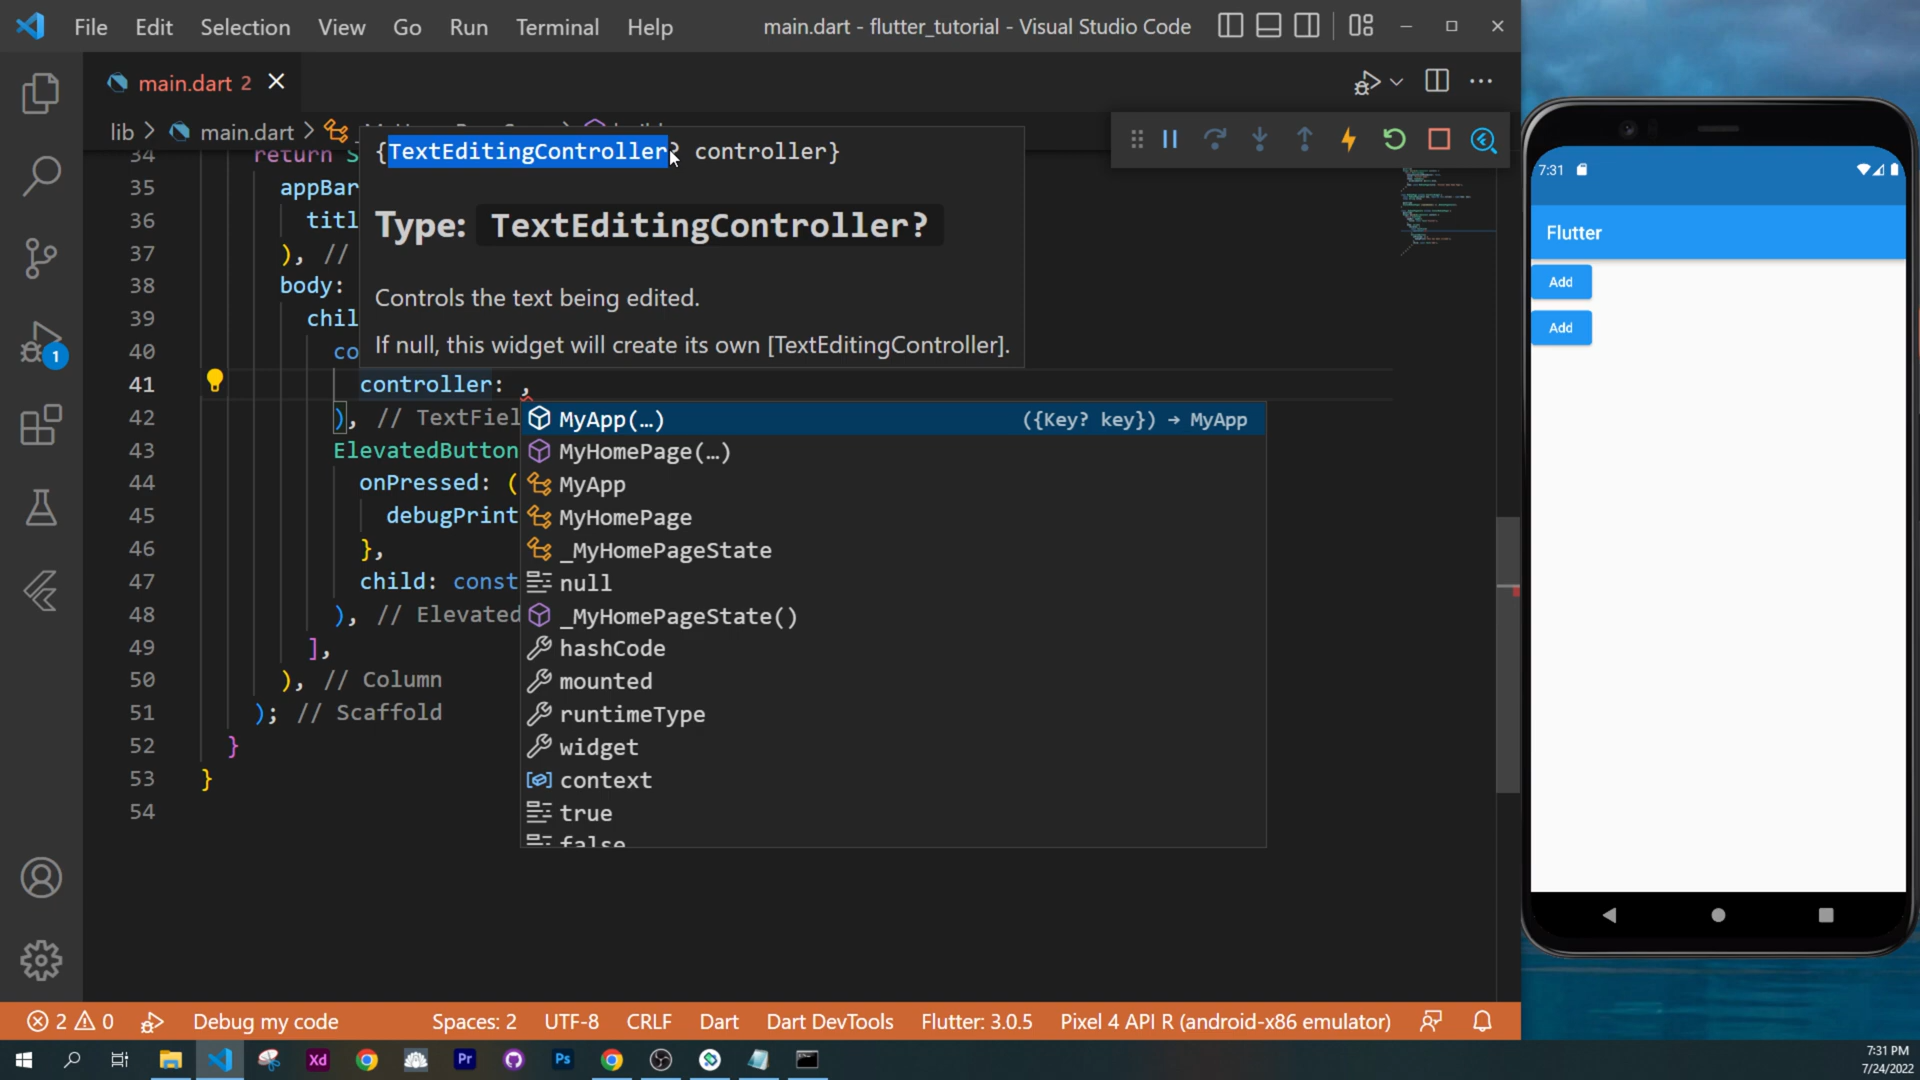 File Edit Selection View Go Run Terminal Help
main.dart - flutter_tutorial - Visual Studio Code
main.dart 2
lib > main.dart >
{TextEditingController? controller}
Type: TextEditingController?
Controls the text being edited.
If null, this widget will create its own [TextEditingController].
34 return S
35 appBar
36 titl
37 ), //
38 body:
39 chil
40 co
41 controller: ,
42 ), // TextFiel
43 ElevatedButton
44 onPressed: (
45 debugPrint
46 },
47 child: const
48 ), // Elevated
49 ],
50 ), // Column
51 ); // Scaffold
52 }
53 }
54
MyApp(…) ({Key? key}) → MyApp
MyHomePage(…)
MyApp
MyHomePage
_MyHomePageState
null
_MyHomePageState()
hashCode
mounted
runtimeType
widget
context
true
false
1
2 0 Debug my code Spaces: 2 UTF-8 CRLF Dart Dart DevTools Flutter: 3.0.5 Pixel 4 API R (android-x86 emulator)
7:31
Flutter
Add
Add
Xd Pr Ps
7:31 PM
7/24/2022